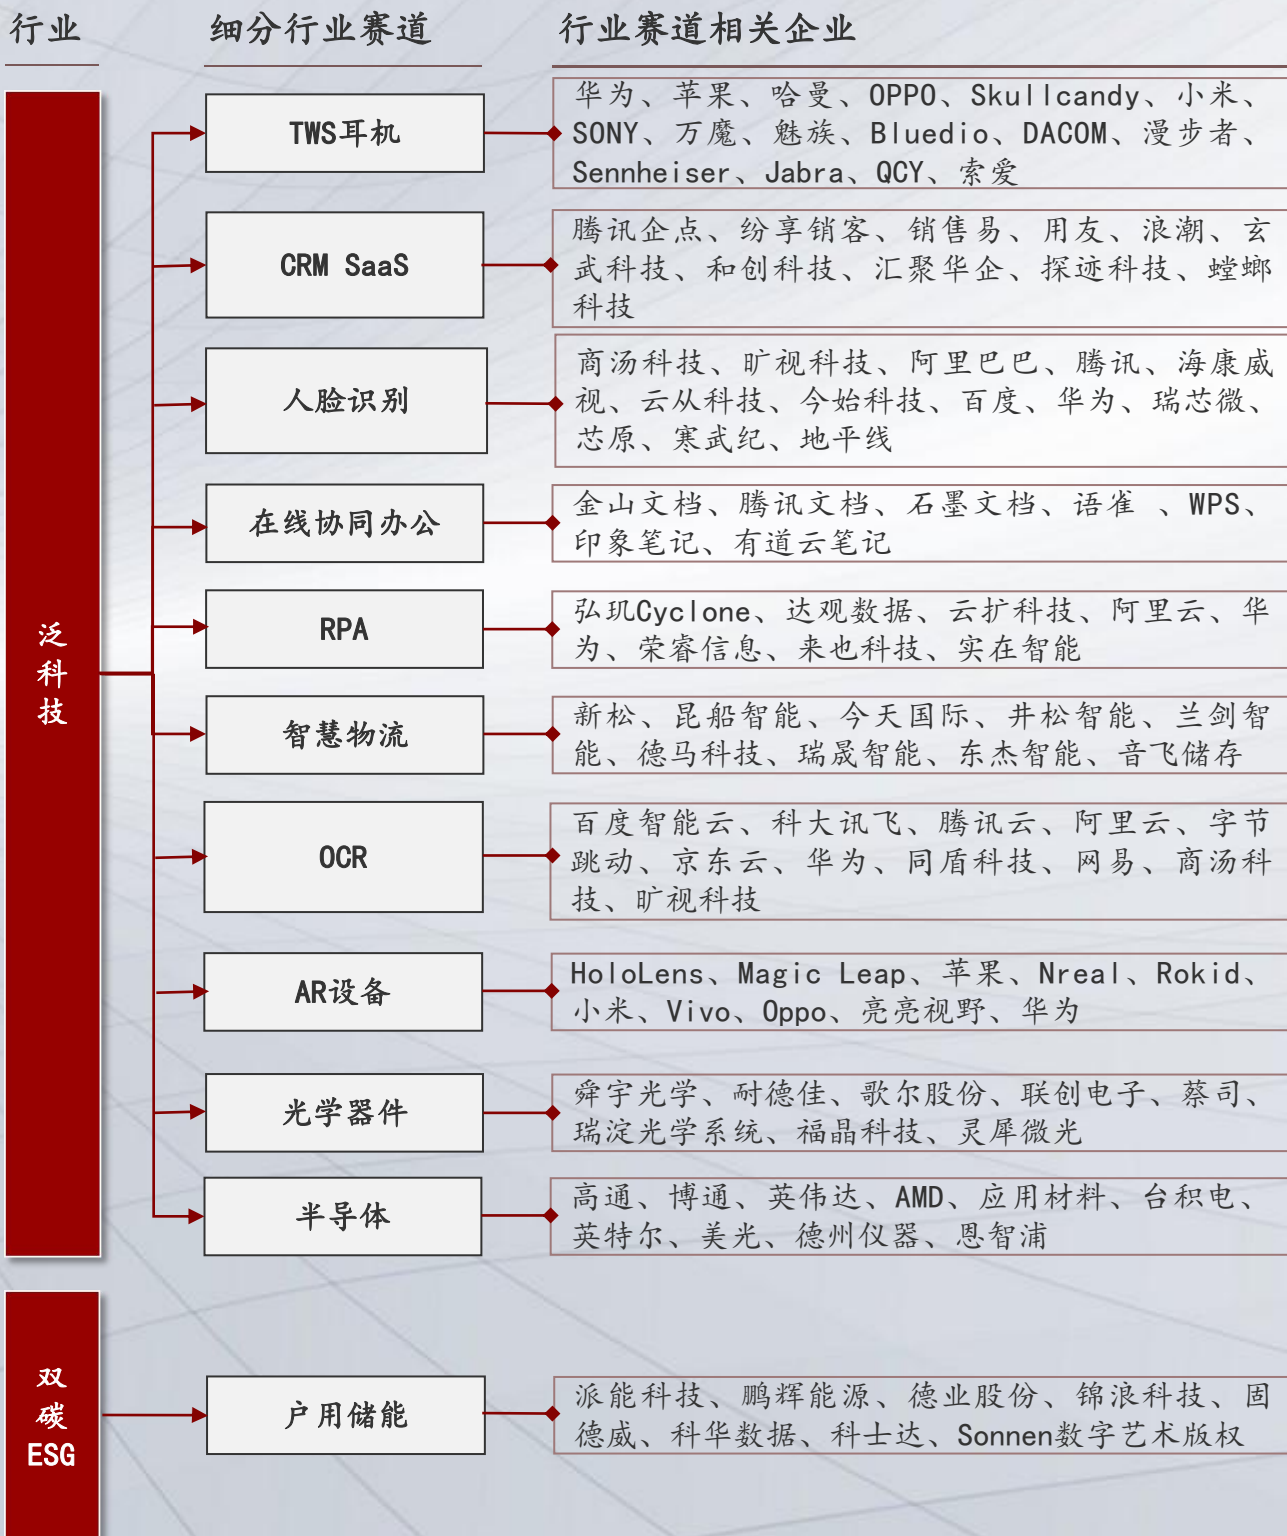 行业 细分行业赛道 行业赛道相关企业
泛
科
技
TWS耳机
华为、苹果、哈曼、OPPO、Skullcandy、小米、
SONY、万魔、魅族、Bluedio、DACOM、漫步者、
Sennheiser、Jabra、QCY、索爱
CRM SaaS
腾讯企点、纷享销客、销售易、用友、浪潮、玄
武科技、和创科技、汇聚华企、探迹科技、螳螂
科技
人脸识别
商汤科技、旷视科技、阿里巴巴、腾讯、海康威
视、云从科技、今始科技、百度、华为、瑞芯微、
芯原、寒武纪、地平线
在线协同办公
金山文档、腾讯文档、石墨文档、语雀 、WPS、
印象笔记、有道云笔记
RPA
弘玑Cyclone、达观数据、云扩科技、阿里云、华
为、荣睿信息、来也科技、实在智能
智慧物流
新松、昆船智能、今天国际、井松智能、兰剑智
能、德马科技、瑞晟智能、东杰智能、音飞储存
OCR
百度智能云、科大讯飞、腾讯云、阿里云、字节
跳动、京东云、华为、同盾科技、网易、商汤科
技、旷视科技
AR设备
HoloLens、Magic Leap、苹果、Nreal、Rokid、
小米、Vivo、Oppo、亮亮视野、华为
光学器件
舜宇光学、耐德佳、歌尔股份、联创电子、蔡司、
瑞淀光学系统、福晶科技、灵犀微光
半导体
高通、博通、英伟达、AMD、应用材料、台积电、
英特尔、美光、德州仪器、恩智浦
双
碳
ESG
户用储能
派能科技、鹏辉能源、德业股份、锦浪科技、固
德威、科华数据、科士达、Sonnen数字艺术版权